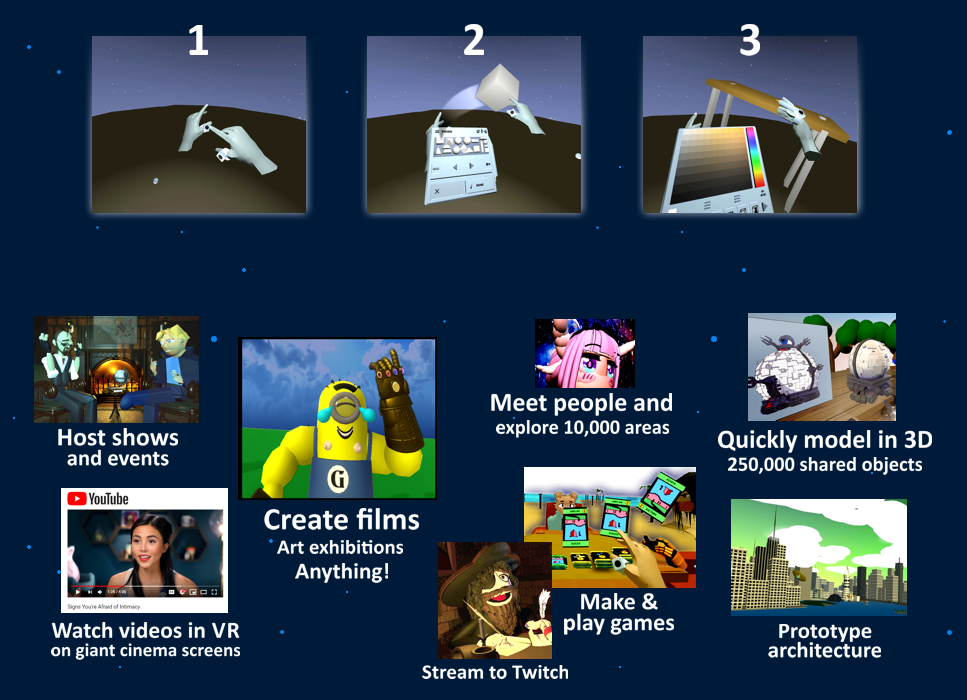 1
2
3
Host shows
and events
Meet people and
explore 10,000 areas
Quickly model in 3D
250,000 shared objects
G
YouTube
Create films
Art exhibitions
Anything!
Signs You're Afraid of Intimacy
Watch videos in VR
on giant cinema screens
Make &
play games
Stream to Twitch
Prototype
architecture